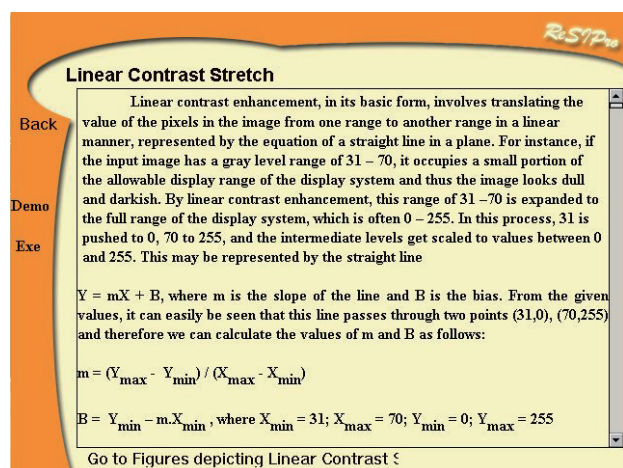 ReSIPro
Linear Contrast Stretch
Back
Demo
Exe
Linear contrast enhancement, in its basic form, involves translating the
value of the pixels in the image from one range to another range in a linear
manner, represented by the equation of a straight line in a plane. For instance, if
the input image has a gray level range of 31 – 70, it occupies a small portion of
the allowable display range of the display system and thus the image looks dull
and darkish. By linear contrast enhancement, this range of 31 –70 is expanded to
the full range of the display system, which is often 0 – 255. In this process, 31 is
pushed to 0, 70 to 255, and the intermediate levels get scaled to values between 0
and 255. This may be represented by the straight line
Y = mX + B, where m is the slope of the line and B is the bias. From the given
values, it can easily be seen that this line passes through two points (31,0), (70,255)
and therefore we can calculate the values of m and B as follows:
m = (Ymax - Ymin) / (Xmax - Xmin)
B = Ymin – m.Xmin , where Xmin = 31; Xmax = 70; Ymin = 0; Ymax = 255
Go to Figures depicting Linear Contrast